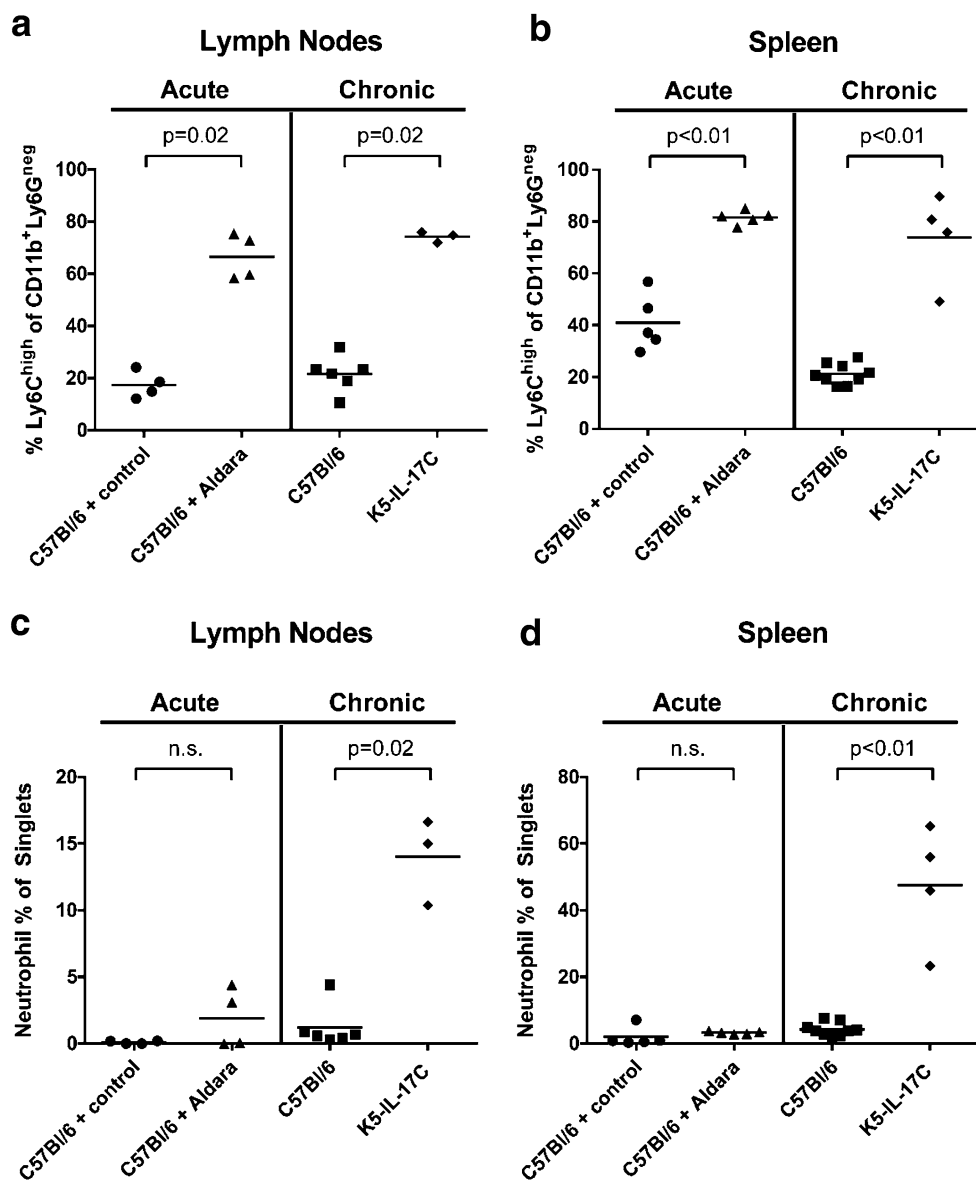 a
Lymph Nodes
Acute
Chronic
p=0.02
p=0.02
% Ly6Chigh of CD11b+Ly6Gneg
100
80
60
40
20
0
C57Bl/6 + control
C57Bl/6 + Aldara
C57Bl/6
K5-IL-17C
b
Spleen
Acute
Chronic
p<0.01
p<0.01
% Ly6Chigh of CD11b+Ly6Gneg
100
80
60
40
20
0
C57Bl/6 + control
C57Bl/6 + Aldara
C57Bl/6
K5-IL-17C
c
Lymph Nodes
Acute
Chronic
n.s.
p=0.02
Neutrophil % of Singlets
20
15
10
5
0
C57Bl/6 + control
C57Bl/6 + Aldara
C57Bl/6
K5-IL-17C
d
Spleen
Acute
Chronic
n.s.
p<0.01
Neutrophil % of Singlets
80
60
40
20
0
C57Bl/6 + control
C57Bl/6 + Aldara
C57Bl/6
K5-IL-17C